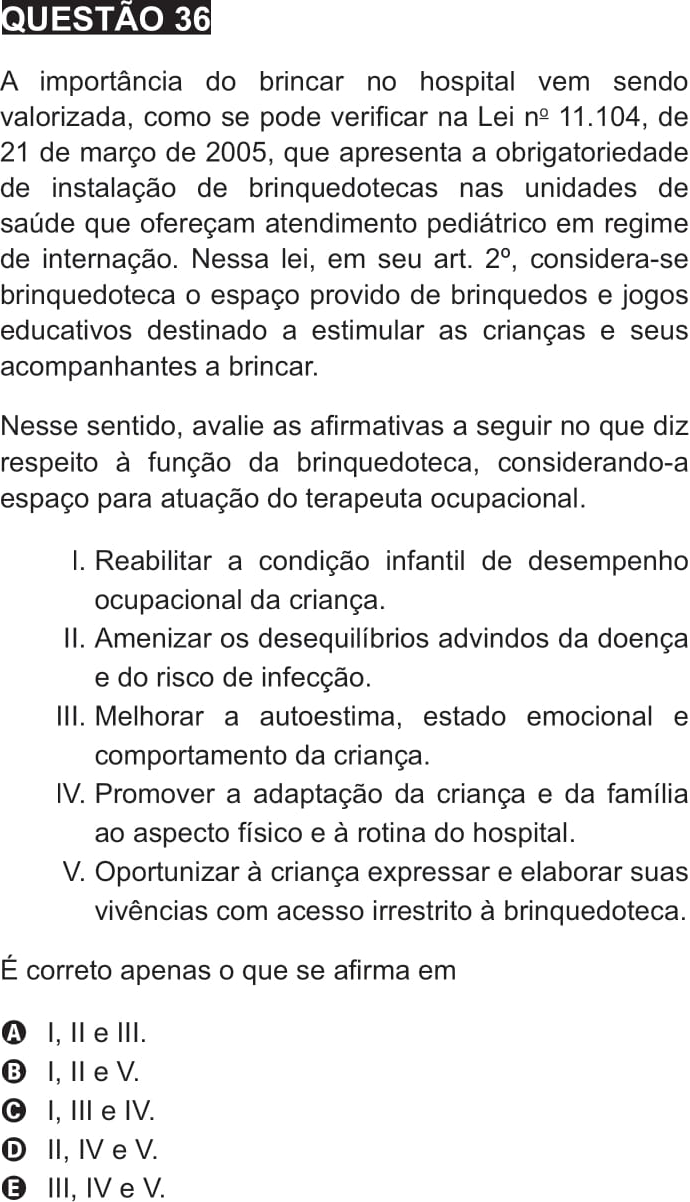 QUESTÃO 36
A importância do brincar no hospital vem sendo
valorizada, como se pode verificar na Lei nº 11.104, de
21 de março de 2005, que apresenta a obrigatoriedade
de instalação de brinquedotecas nas unidades de
saúde que ofereçam atendimento pediátrico em regime
de internação. Nessa lei, em seu art. 2º, considera-se
brinquedoteca o espaço provido de brinquedos e jogos
educativos destinado a estimular as crianças e seus
acompanhantes a brincar.
Nesse sentido, avalie as afirmativas a seguir no que diz
respeito à função da brinquedoteca, considerando-a
espaço para atuação do terapeuta ocupacional.
I. Reabilitar a condição infantil de desempenho
ocupacional da criança.
II. Amenizar os desequilíbrios advindos da doença
e do risco de infecção.
III. Melhorar a autoestima, estado emocional e
comportamento da criança.
IV. Promover a adaptação da criança e da família
ao aspecto físico e à rotina do hospital.
V. Oportunizar à criança expressar e elaborar suas
vivências com acesso irrestrito à brinquedoteca.
É correto apenas o que se afirma em
A I, II e III.
B I, II e V.
C I, III e IV.
D II, IV e V.
E III, IV e V.